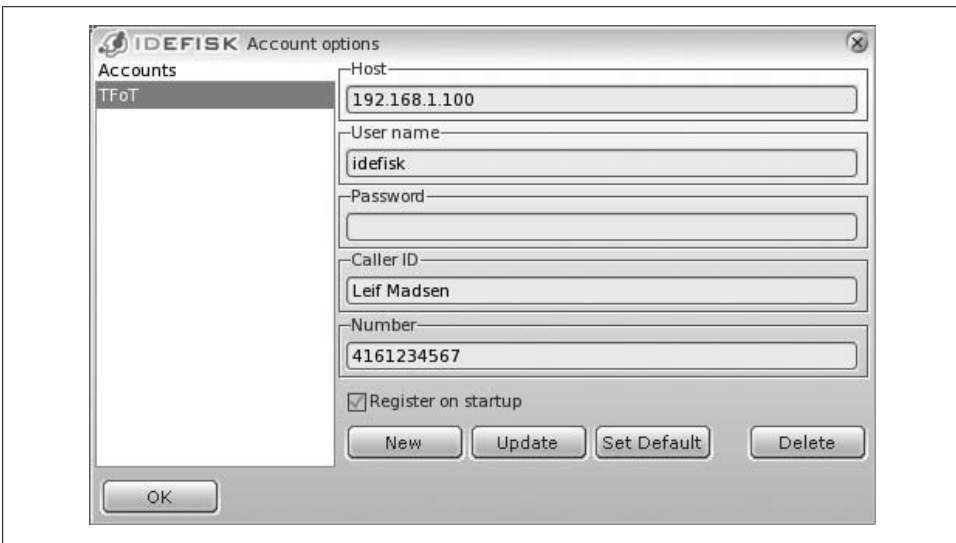 IDEFISK Account options
Accounts
TFoT
Host
192.168.1.100
User name
idefisk
Password
Caller ID
Leif Madsen
Number
4161234567
Register on startup
New Update Set Default Delete
OK